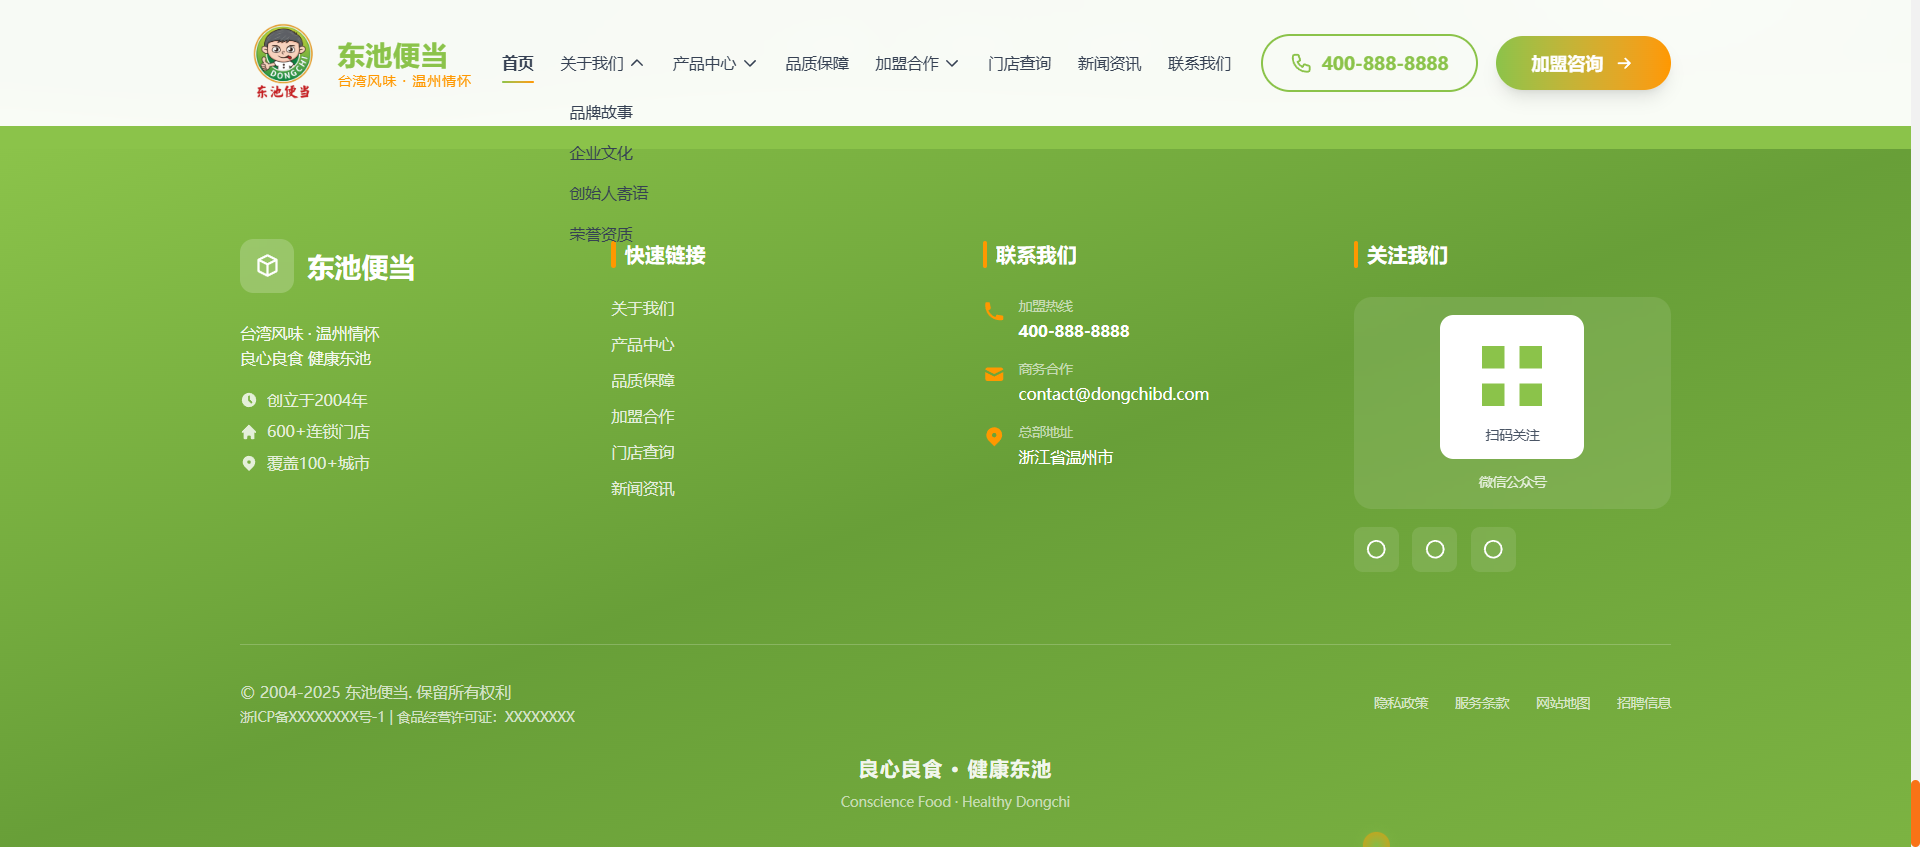 DONGCHI
东池便当
东池便当
台湾风味 · 温州情怀
首页
关于我们
产品中心
品质保障
加盟合作
门店查询
新闻资讯
联系我们
400-888-8888
加盟咨询
品牌故事
企业文化
创始人寄语
荣誉资质
东池便当
台湾风味 · 温州情怀
良心良食 健康东池
创立于2004年
600+连锁门店
覆盖100+城市
快速链接
关于我们
产品中心
品质保障
加盟合作
门店查询
新闻资讯
联系我们
加盟热线
400-888-8888
商务合作
contact@dongchibd.com
总部地址
浙江省温州市
关注我们
扫码关注
微信公众号
© 2004-2025 东池便当. 保留所有权利
浙ICP备XXXXXXXX号-1 | 食品经营许可证：XXXXXXXX
隐私政策
服务条款
网站地图
招聘信息
良心良食 • 健康东池
Conscience Food · Healthy Dongchi